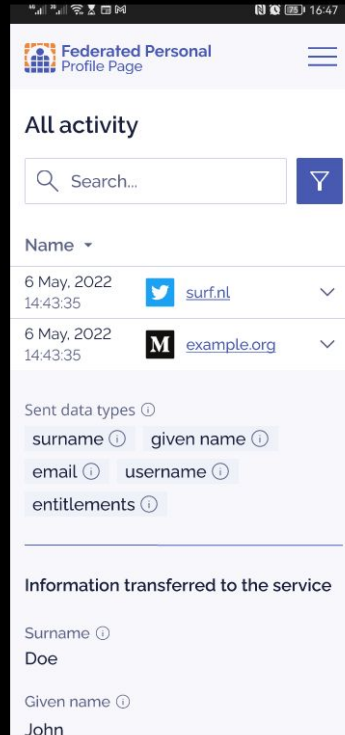 16:47
Federated Personal
Profile Page
All activity
Search...
Name
6 May, 2022
14:43:35
surf.nl
6 May, 2022
14:43:35
M
example.org
Sent data types
surname given name
email username
entitlements
Information transferred to the service
Surname
Doe
Given name
John